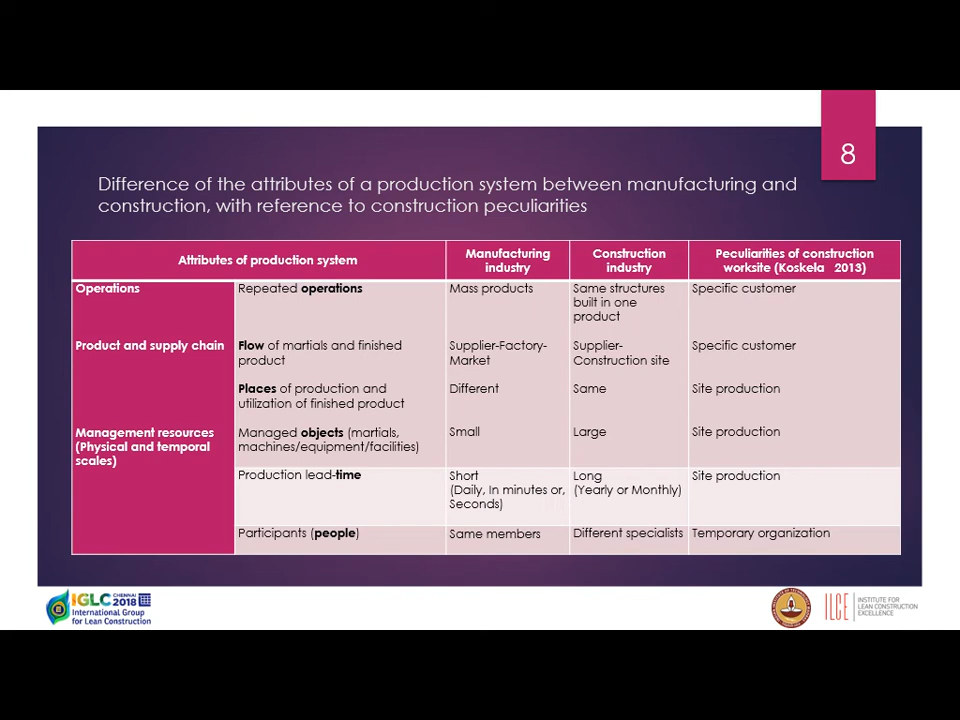 8
Difference of the attributes of a production system between manufacturing and
construction, with reference to construction peculiarities
Attributes of production system
Manufacturing
industry
Construction
industry
Peculiarities of construction
worksite (Koskela 2013)
Operations
Repeated operations
Mass products
Same structures
built in one
product
Specific customer
Product and supply chain
Flow of martials and finished
product
Supplier-Factory-
Market
Supplier-
Construction site
Specific customer
Places of production and
utilization of finished product
Different
Same
Site production
Management resources
(Physical and temporal
scales)
Managed objects (martials,
machines/equipment/facilities)
Small
Large
Site production
Production lead-time
Short
(Daily, In minutes or,
Seconds)
Long
(Yearly or Monthly)
Site production
Participants (people)
Same members
Different specialists
Temporary organization
IGLC CHENNAI
2018
International Group
for Lean Construction
ILCE
INSTITUTE FOR
LEAN CONSTRUCTION
EXCELLENCE